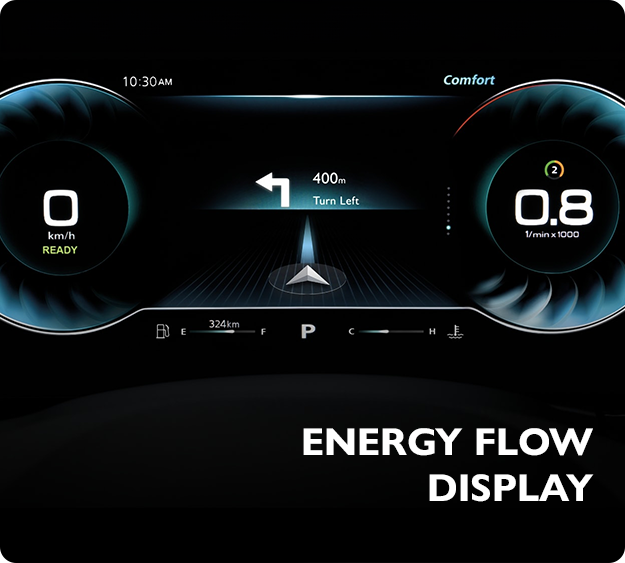 10:30AM
Comfort
400m
Turn Left
0
km/h
READY
2
0.8
1/min x 1000
324km
E F
P
C H
ENERGY FLOW
DISPLAY